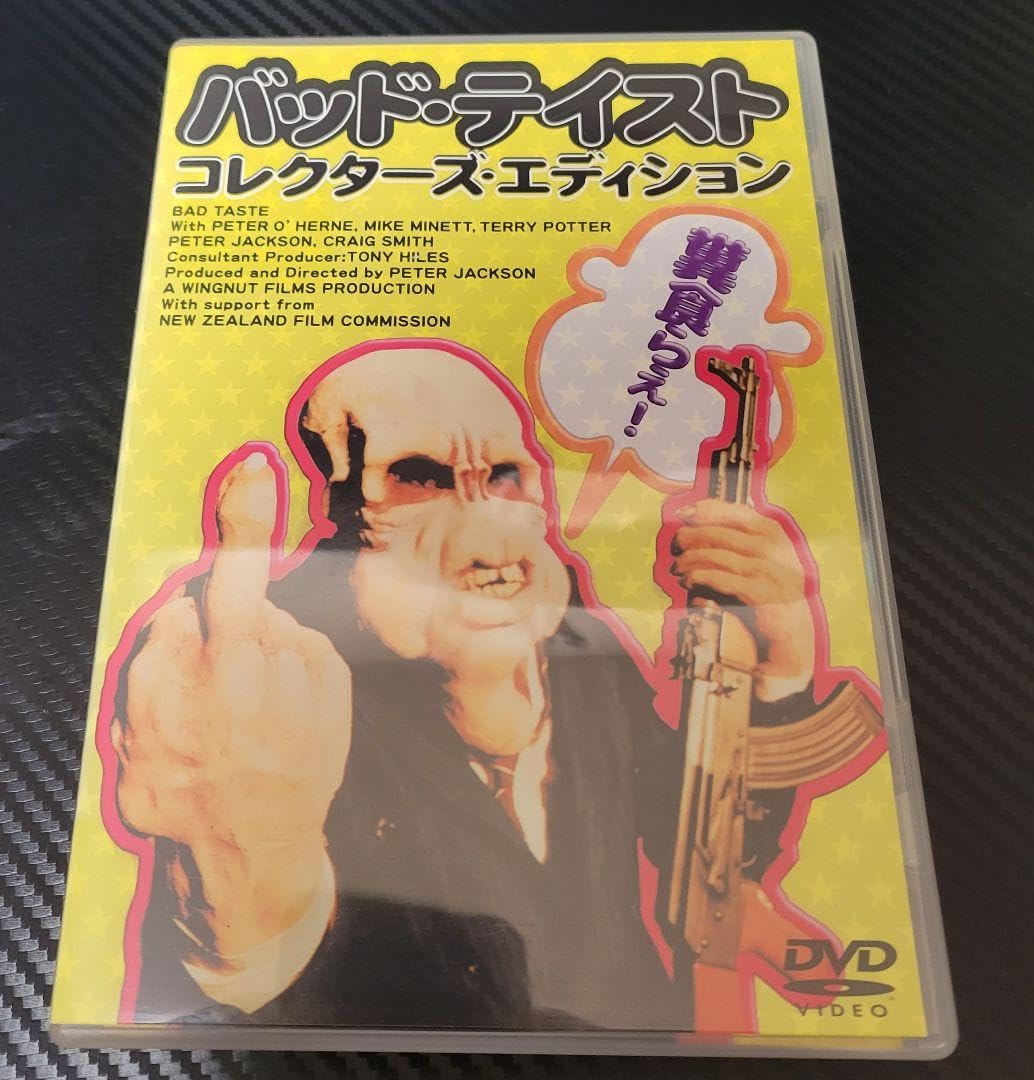 バッド・テイスト
コレクターズ・エディション
BAD TASTE
With PETER O' HERNE, MIKE MINETT, TERRY POTTER
PETER JACKSON, CRAIG SMITH
Consultant Producer:TONY HILES
Produced and Directed by PETER JACKSON
A WINGNUT FILMS PRODUCTION
With support from
NEW ZEALAND FILM COMMISSION
糞食らえ!
DVD
VIDEO